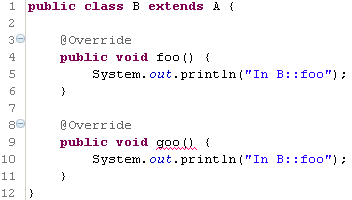 1 public class B extends A {
2
3 @Override
4 public void foo() {
5 System.out.println("In B::foo");
6 }
7
8 @Override
9 public void goo() {
10 System.out.println("In B::foo");
11 }
12 }